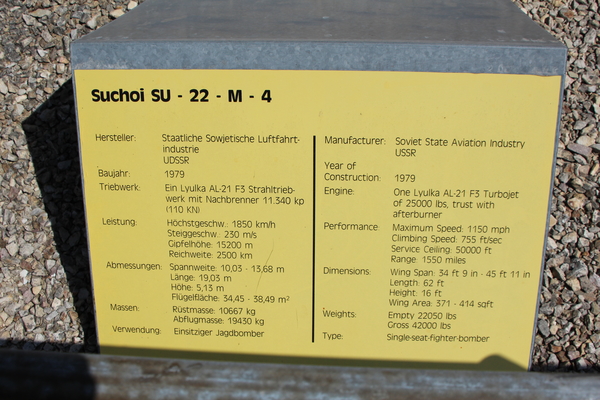 Suchoi SU - 22 - M - 4
Hersteller: Staatliche Sowjetische Luftfahrt-
industrie
UDSSR
Baujahr: 1979
Triebwerk: Ein Lyulka AL-21 F3 Strahltrieb-
werk mit Nachbrenner 11.340 kp
(110 KN)
Leistung: Höchstgeschw.: 1850 km/h
Steiggeschw.: 230 m/s
Gipfelhöhe: 15200 m
Reichweite: 2500 km
Abmessungen: Spannweite: 10,03 - 13,68 m
Länge: 19,03 m
Höhe: 5,13 m
Flügelfläche: 34,45 - 38,49 m²
Massen: Rüstmasse: 10667 kg
Abflugmasse: 19430 kg
Verwendung: Einsitziger Jagdbomber
Manufacturer: Soviet State Aviation Industry
USSR
Year of
Construction: 1979
Engine: One Lyulka AL-21 F3 Turbojet
of 25000 lbs, trust with
afterburner
Performance: Maximum Speed: 1150 mph
Climbing Speed: 755 ft/sec
Service Ceiling: 50000 ft
Range: 1550 miles
Dimensions: Wing Span: 34 ft 9 in - 45 ft 11 in
Length: 62 ft
Height: 16 ft
Wing Area: 371 - 414 sqft
Weights: Empty 22050 lbs
Gross 42000 lbs
Type: Single-seat-fighter-bomber